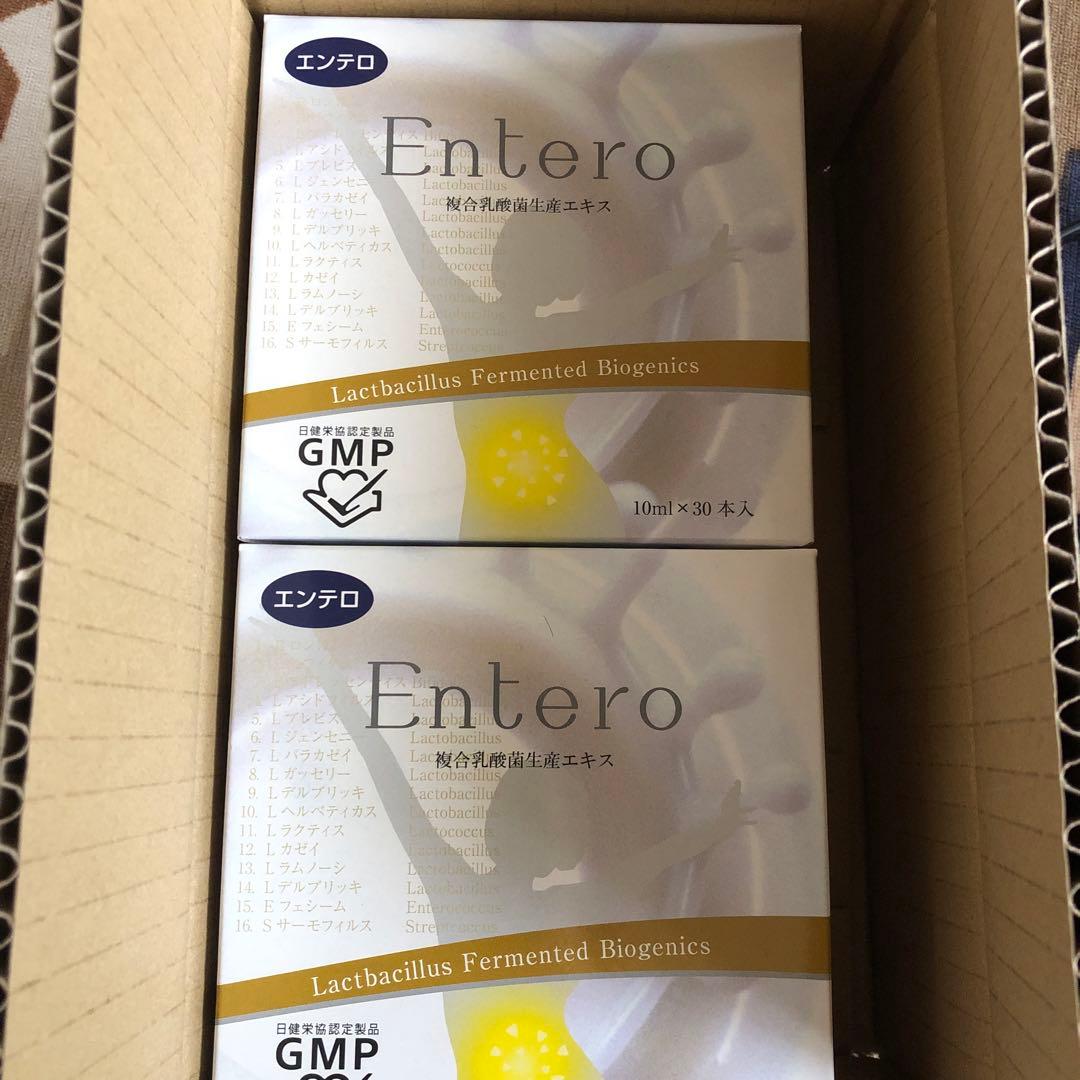 エンテロ
Entero
複合乳酸菌生産エキス
L アシドフィルス Lactobacillus
5. L ブレビス Lactobacillus
6. L ジェンセニー Lactobacillus
7. L パラカゼイ Lactobacillus
8. L ガッセリー Lactobacillus
9. L デルブリッキ Lactobacillus
10. L ヘルベティカス Lactobacillus
11. L ラクティス Lactococcus
12. L カゼイ Lactobacillus
13. L ラムノーシ Lactobacillus
14. L デルブリッキ Lactobacillus
15. E フェシーム Enterococcus
16. S サーモフィルス Streptococcus
Lactbacillus Fermented Biogenics
日健栄協認定製品
GMP
10ml×30 本入
エンテロ
Entero
複合乳酸菌生産エキス
4. L アシドフィルス Lactobacillus
5. L ブレビス Lactobacillus
6. L ジェンセニー Lactobacillus
7. L パラカゼイ
8. L ガッセリー Lactobacillus
9. L デルブリッキ Lactobacillus
10. L ヘルベティカス Lactobacillus
11. L ラクティス Lactococcus
12. L カゼイ Lactobacillus
13. L ラムノーシ Lactobacillus
14. L デルブリッキ Lactobacillus
15. E フェシーム Enterococcus
16. S サーモフィルス Streptococcus
Lactbacillus Fermented Biogenics
日健栄協認定製品
GMP